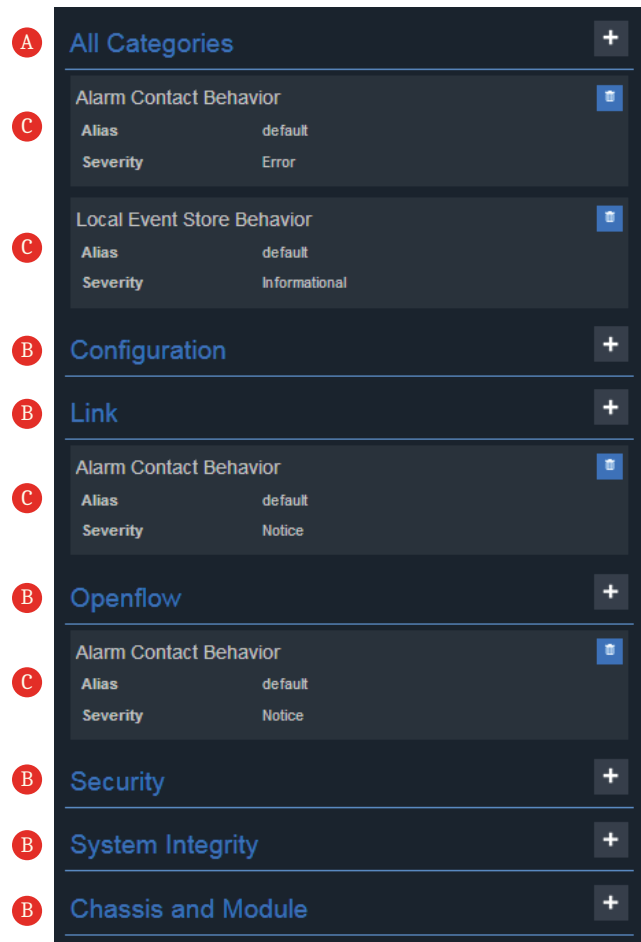 A All Categories +
C Alarm Contact Behavior
Alias default
Severity Error
C Local Event Store Behavior
Alias default
Severity Informational
B Configuration +
B Link +
C Alarm Contact Behavior
Alias default
Severity Notice
B Openflow +
C Alarm Contact Behavior
Alias default
Severity Notice
B Security +
B System Integrity +
B Chassis and Module +